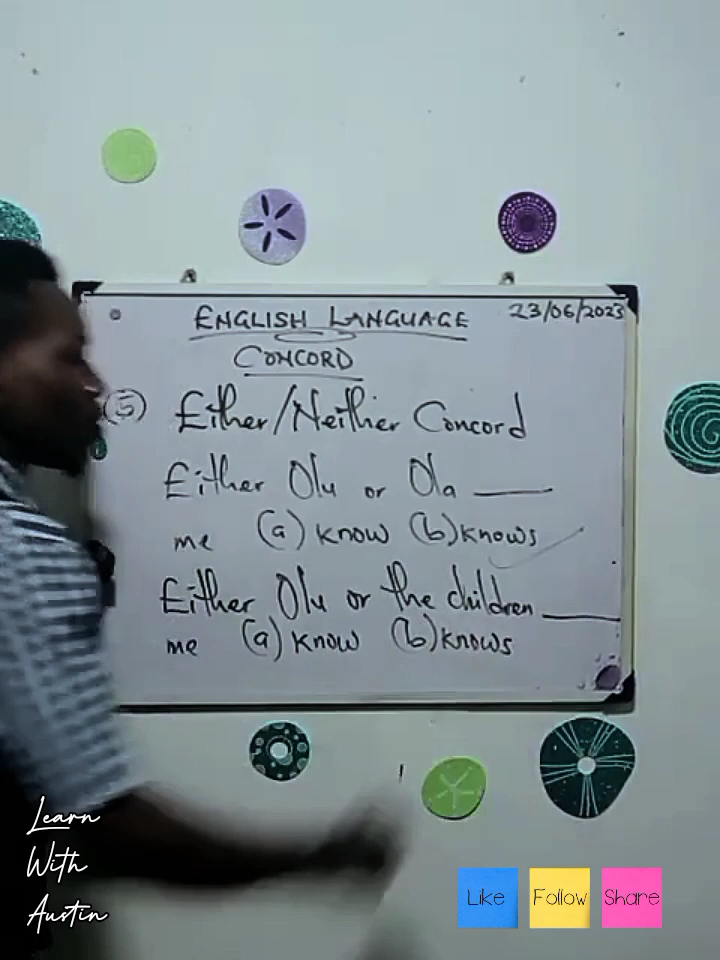 ENGLISH LANGUAGE
23/06/2023
CONCORD
(5) Either/Neither Concord
Either Olu or Ola ____
me (a) know (b) knows ✓
Either Olu or the children ____
me (a) know (b) knows
Learn
With
Austin
Like Follow Share